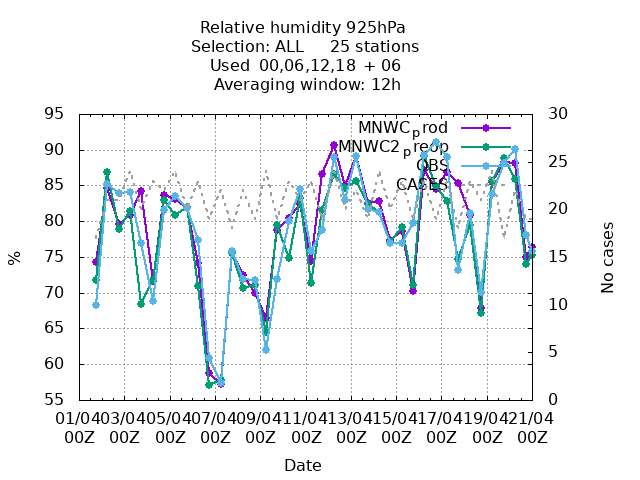 Relative humidity 925hPa
Selection: ALL     25 stations
Used  00,06,12,18 + 06
Averaging window: 12h
95
90
85
80
75
70
65
60
55
30
25
20
15
10
5
0
MNWC_prod
MNWC2_preop
OBS
CASES
%
No cases
01/04 03/04 05/04 07/04 09/04 11/04 13/04 15/04 17/04 19/04 21/04
00Z 00Z 00Z 00Z 00Z 00Z 00Z 00Z 00Z 00Z 00Z
Date